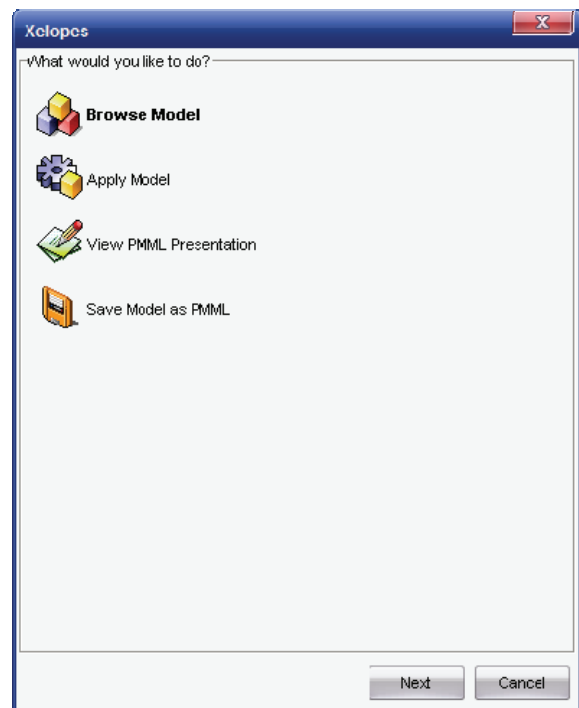 Xelopes
X
What would you like to do?
Browse Model
Apply Model
View PMML Presentation
Save Model as PMML
Next
Cancel